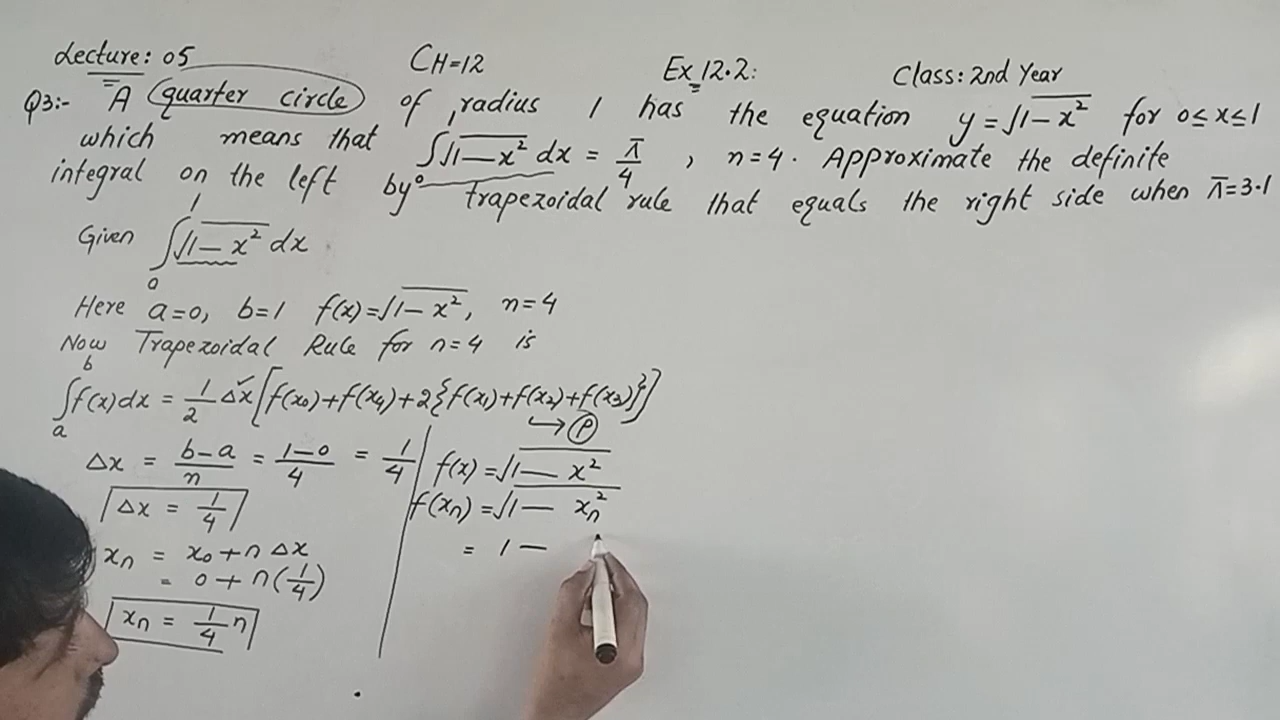 Lecture: 05 CH=12 Ex 12.2: Class: 2nd Year
Q3:- A quarter circle of radius 1 has the equation y = √1 − x² for 0 ≤ x ≤ 1
which means that ∫₀¹ √1 − x² dx = π/4 , n=4. Approximate the definite
integral on the left by trapezoidal rule that equals the right side when π = 3.1
Given ∫₀¹ √1 − x² dx
Here a=0, b=1 f(x) = √1 − x², n=4
Now Trapezoidal Rule for n=4 is
∫ₐᵇ f(x) dx = 1/2 Δx [f(x₀)+f(x₄)+2{f(x₁)+f(x₂)+f(x₃)}]
→ Ⓟ
Δx = b−a/n = 1−0/4 = 1/4
Δx = 1/4
xₙ = x₀ + n Δx
= 0 + n(1/4)
xₙ = 1/4 n
f(x) = √1 − x²
f(xₙ) = √1 − xₙ²
= 1 −